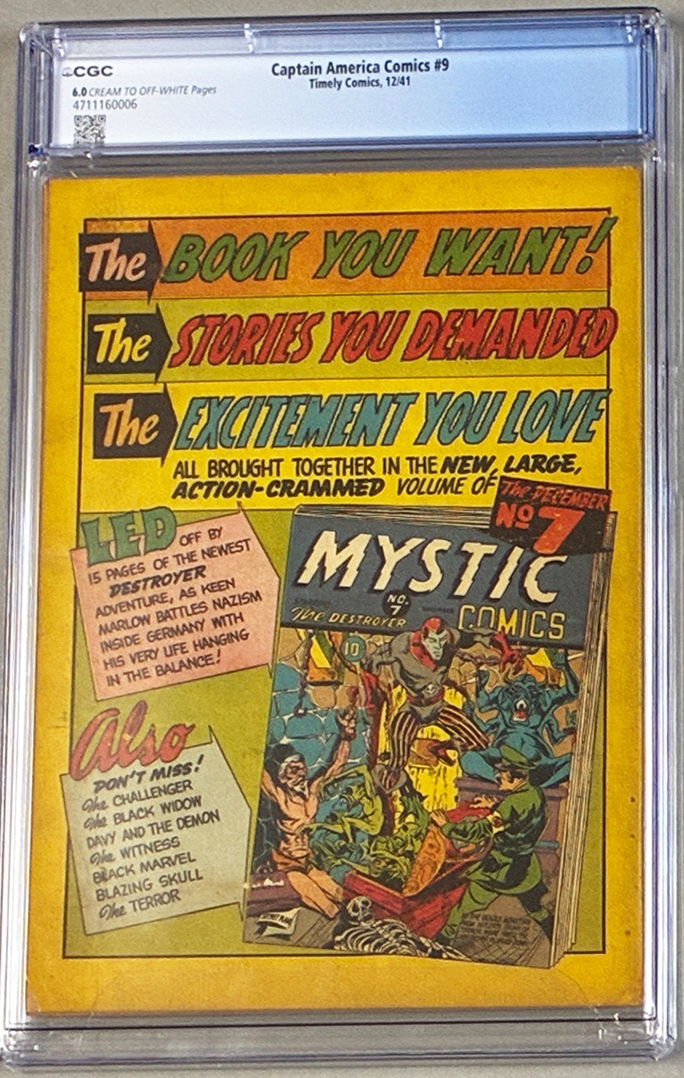 CGC
Captain America Comics #9
Timely Comics, 12/41
6.0 CREAM TO OFF-WHITE Pages
4711160006
The BOOK YOU WANT!
The STORIES YOU DEMANDED
The EXCITEMENT YOU LOVE
ALL BROUGHT TOGETHER IN THE NEW, LARGE,
ACTION-CRAMMED VOLUME OF
The DECEMBER
No 7
LED OFF BY
15 PAGES OF THE NEWEST
DESTROYER
ADVENTURE, AS KEEN
MARLOW BATTLES NAZISM
INSIDE GERMANY WITH
HIS VERY LIFE HANGING
IN THE BALANCE!
MYSTIC
NO. 7
The DESTROYER
COMICS
10
Also
DON'T MISS!
The CHALLENGER
The BLACK WIDOW
DAVY AND THE DEMON
The WITNESS
BLACK MARVEL
BLAZING SKULL
The TERROR